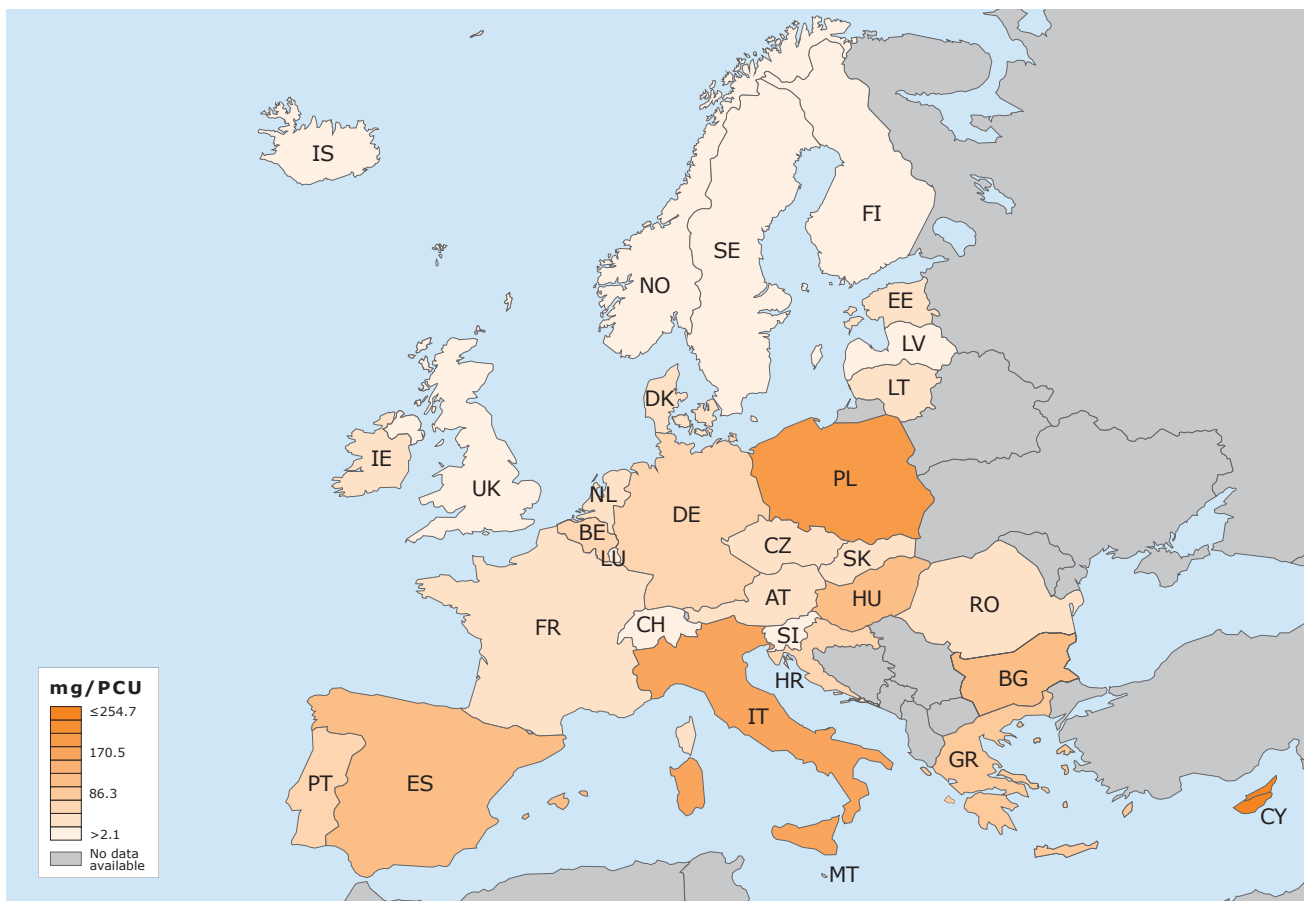 IS
FI
SE
NO
EE
LV
LT
DK
IE
UK
NL
PL
DE
BE
LU
CZ
SK
AT
HU
RO
FR
CH
SI
HR
BG
IT
PT
ES
GR
CY
MT
mg/PCU
≤254.7
170.5
86.3
>2.1
No data
available